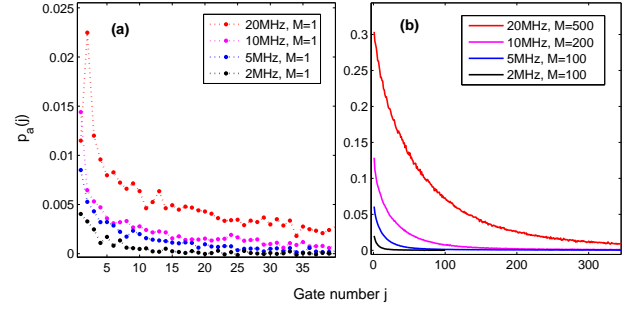 (a)
20MHz, M=1
10MHz, M=1
5MHz, M=1
2MHz, M=1
0.025
0.02
0.015
0.01
0.005
0
p_a(j)
5 10 15 20 25 30 35
(b)
20MHz, M=500
10MHz, M=200
5MHz, M=100
2MHz, M=100
0.3
0.25
0.2
0.15
0.1
0.05
0
0 100 200 300
Gate number j